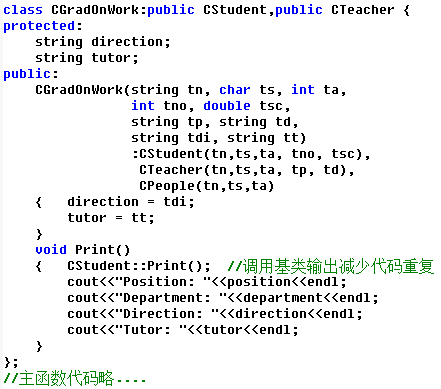 class CGradOnWork:public CStudent,public CTeacher {
protected:
    string direction;
    string tutor;
public:
    CGradOnWork(string tn, char ts, int ta,
                int tno, double tsc,
                string tp, string td,
                string tdi, string tt)
                :CStudent(tn,ts,ta, tno, tsc),
                 CTeacher(tn,ts,ta, tp, td),
                 CPeople(tn,ts,ta)
    {   direction = tdi;
        tutor = tt;
    }
    void Print()
    {   CStudent::Print();  //调用基类输出减少代码重复
        cout<<"Position: "<<position<<endl;
        cout<<"Department: "<<department<<endl;
        cout<<"Direction: "<<direction<<endl;
        cout<<"Tutor: "<<tutor<<endl;
    }
};
//主函数代码略....